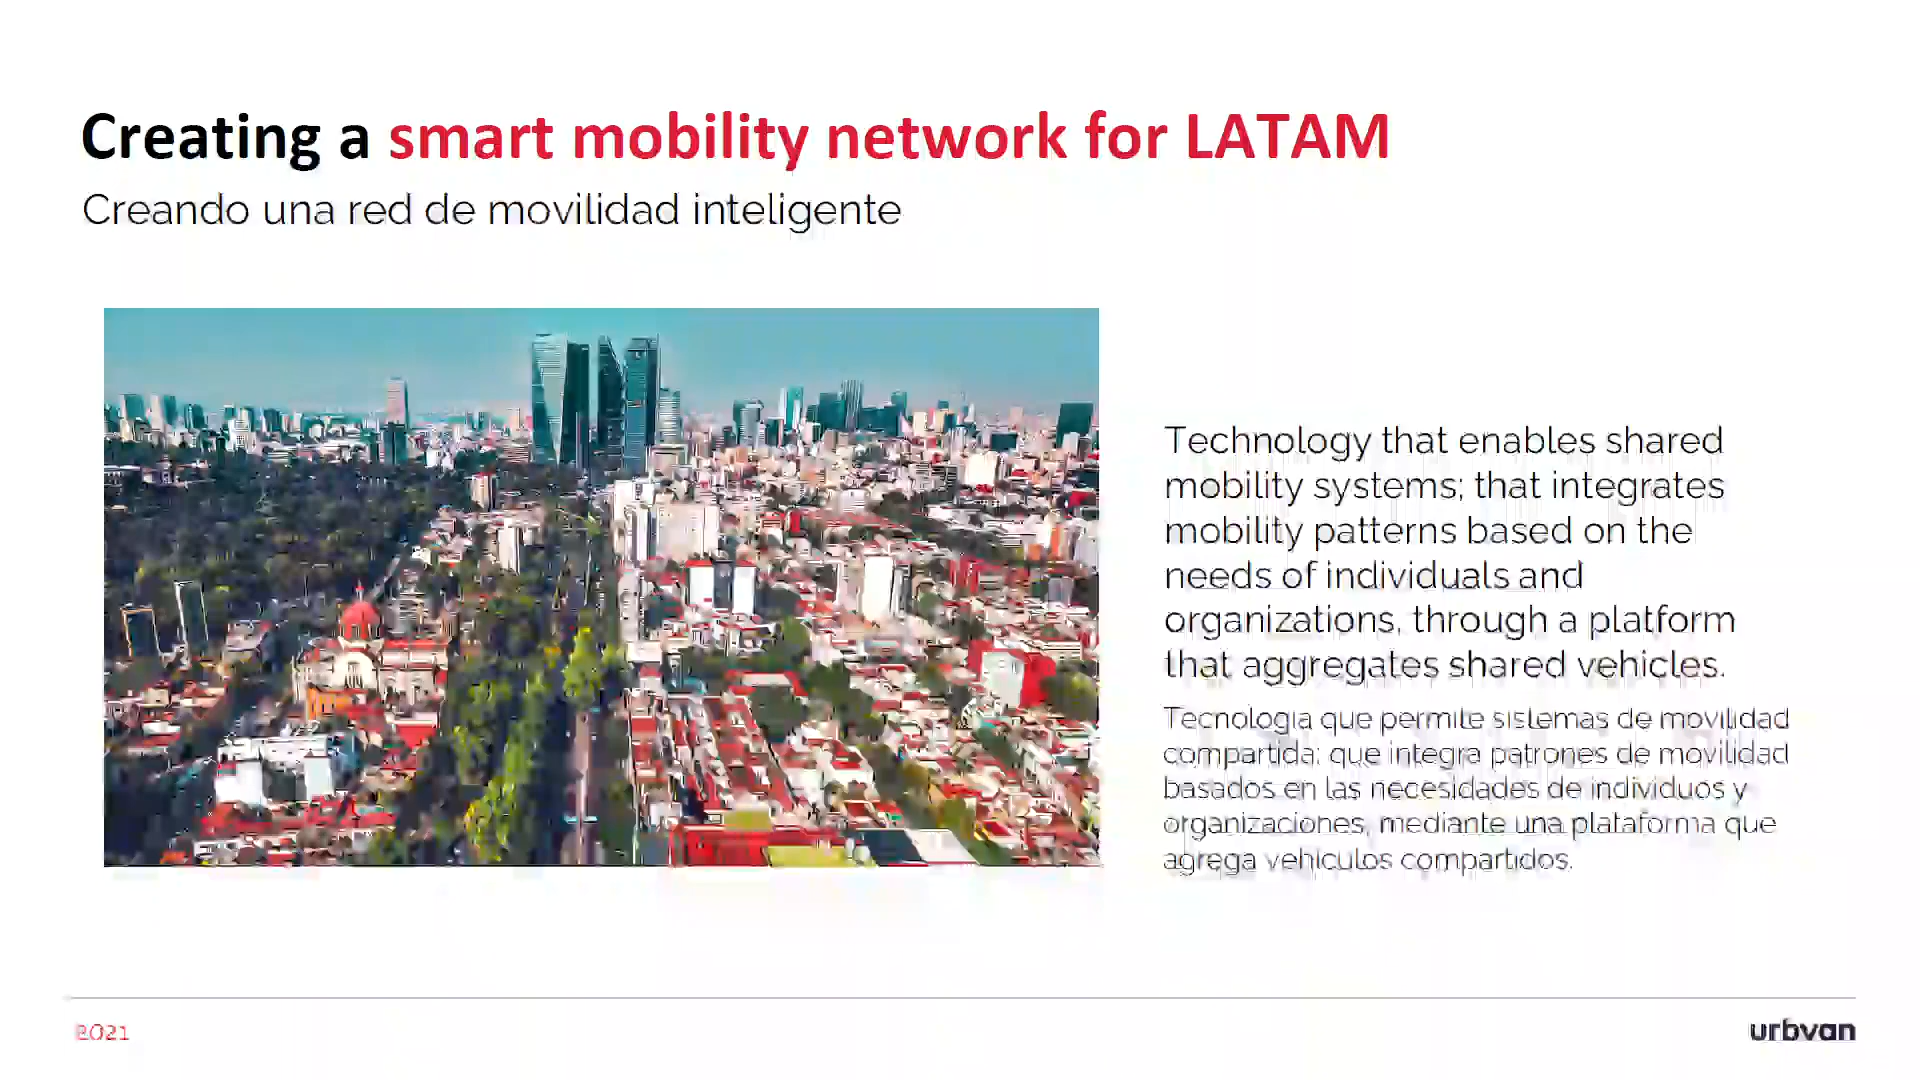 Creating a smart mobility network for LATAM
Creando una red de movilidad inteligente
Technology that enables shared
mobility systems; that integrates
mobility patterns based on the
needs of individuals and
organizations, through a platform
that aggregates shared vehicles.
Tecnología que permite sistemas de movilidad
compartida; que integra patrones de movilidad
basados en las necesidades de individuos y
organizaciones, mediante una plataforma que
agrega vehículos compartidos.
2021
urbvan